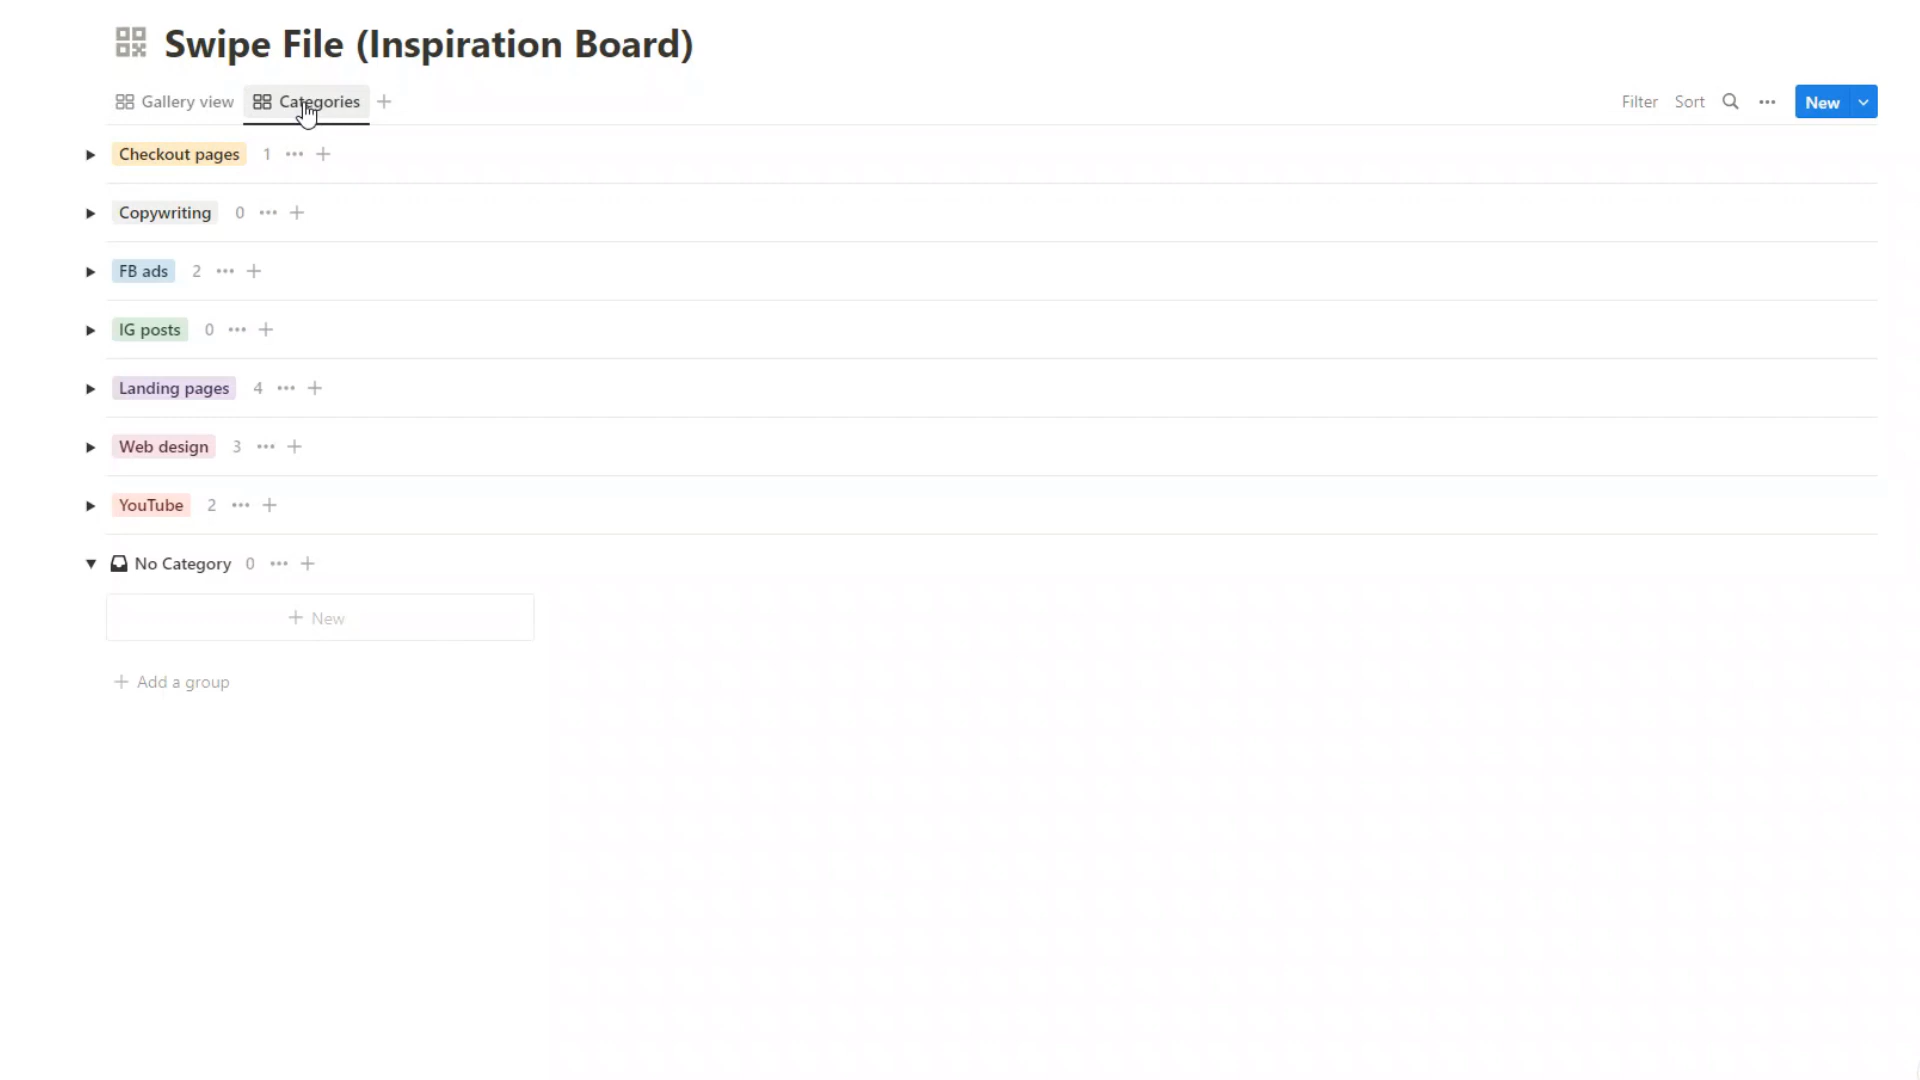 Swipe File (Inspiration Board)
Gallery view Categories Filter Sort New
Checkout pages 1
Copywriting 0
FB ads 2
IG posts 0
Landing pages 4
Web design 3
YouTube 2
No Category 0
+ New
+ Add a group